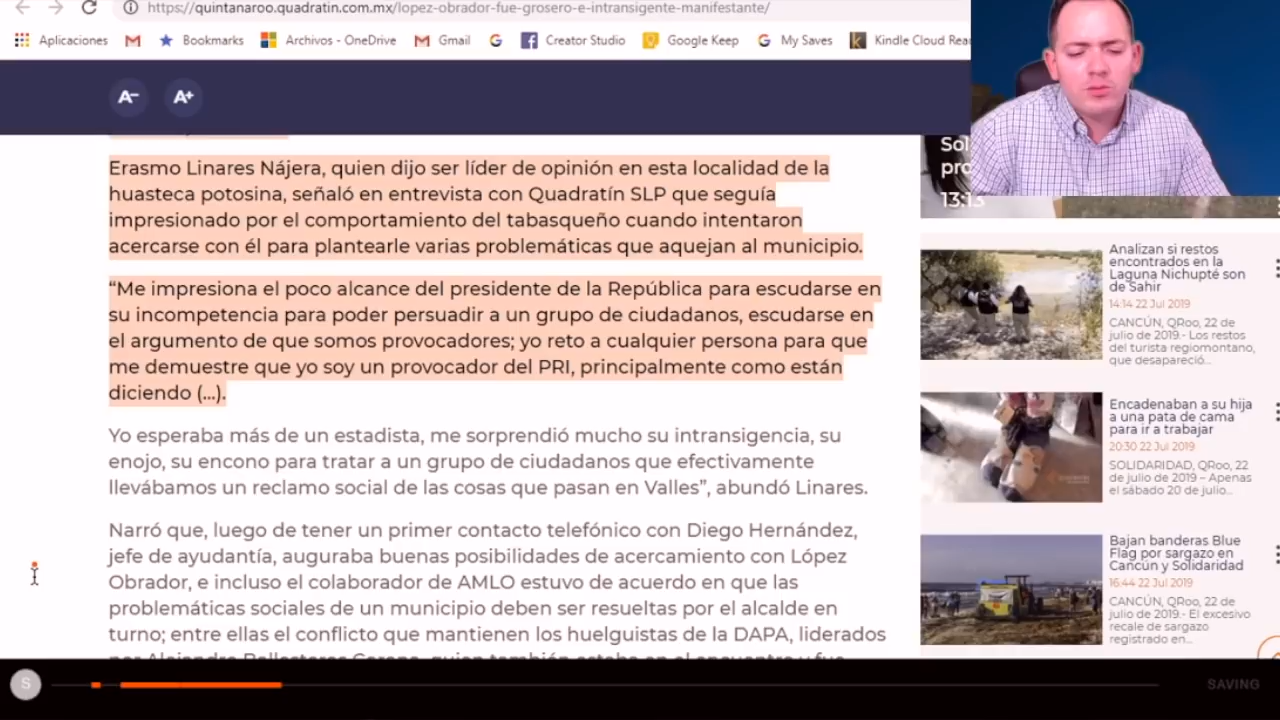 https://quintanaroo.quadratin.com.mx/lopez-obrador-fue-grosero-e-intransigente-manifestante/
Aplicaciones
Bookmarks
Archivos - OneDrive
Gmail
Creator Studio
Google Keep
My Saves
Kindle Cloud
A-
A+
Erasmo Linares Nájera, quien dijo ser líder de opinión en esta localidad de la
huasteca potosina, señaló en entrevista con Quadratín SLP que seguía
impresionado por el comportamiento del tabasqueño cuando intentaron
acercarse con él para plantearle varias problemáticas que aquejan al municipio.
“Me impresiona el poco alcance del presidente de la República para escudarse en
su incompetencia para poder persuadir a un grupo de ciudadanos, escudarse en
el argumento de que somos provocadores; yo reto a cualquier persona para que
me demuestre que yo soy un provocador del PRI, principalmente como están
diciendo (...).
Yo esperaba más de un estadista, me sorprendió mucho su intransigencia, su
enojo, su encono para tratar a un grupo de ciudadanos que efectivamente
llevábamos un reclamo social de las cosas que pasan en Valles”, abundó Linares.
Narró que, luego de tener un primer contacto telefónico con Diego Hernández,
jefe de ayudantía, auguraba buenas posibilidades de acercamiento con López
Obrador, e incluso el colaborador de AMLO estuvo de acuerdo en que las
problemáticas sociales de un municipio deben ser resueltas por el alcalde en
turno; entre ellas el conflicto que mantienen los huelguistas de la DAPA, liderados
13:13
Analizan si restos
encontrados en la
Laguna Nichupté son
de Sahir
14:14 22 Jul 2019
CANCÚN, QRoo, 22 de
julio de 2019.- Los restos
del turista regiomontano,
que desapareció...
Encadenaban a su hija
a una pata de cama
para ir a trabajar
20:30 22 Jul 2019
SOLIDARIDAD, QRoo, 22
de julio de 2019 – Apenas
el sábado 20 de julio...
Bajan banderas Blue
Flag por sargazo en
Cancún y Solidaridad
16:44 22 Jul 2019
CANCÚN, QRoo, 22 de
julio de 2019.- El excesivo
recale de sargazo
registrado en...
S
SAVING